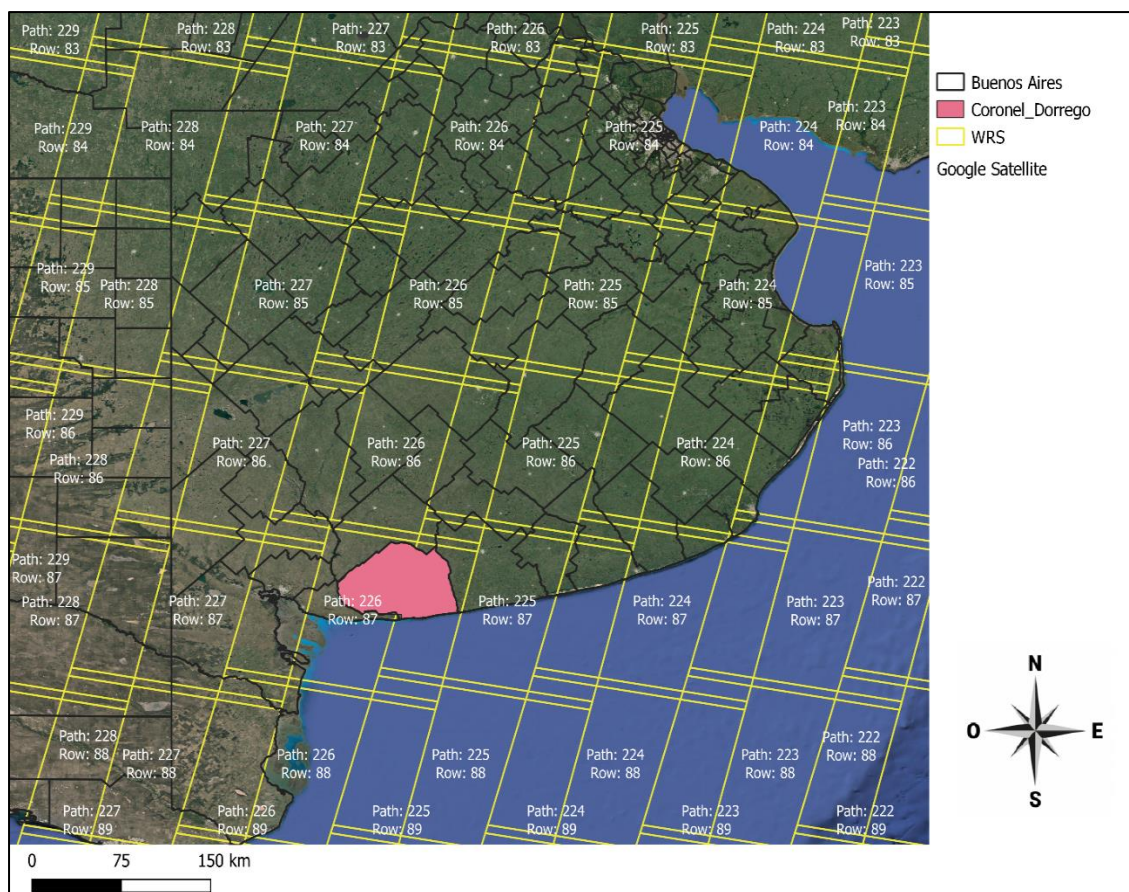 Path: 229
Row: 83
Path: 228
Row: 83
Path: 227
Row: 83
Path: 226
Row: 83
Path: 225
Row: 83
Path: 224
Row: 83
Path: 223
Row: 83
Path: 229
Row: 84
Path: 228
Row: 84
Path: 227
Row: 84
Path: 226
Row: 84
Path: 225
Row: 84
Path: 224
Row: 84
Path: 223
Row: 84
Path: 229
Row: 85
Path: 228
Row: 85
Path: 227
Row: 85
Path: 226
Row: 85
Path: 225
Row: 85
Path: 224
Row: 85
Path: 223
Row: 85
Path: 229
Row: 86
Path: 228
Row: 86
Path: 227
Row: 86
Path: 226
Row: 86
Path: 225
Row: 86
Path: 224
Row: 86
Path: 223
Row: 86
Path: 222
Row: 86
Path: 229
Row: 87
Path: 228
Row: 87
Path: 227
Row: 87
Path: 226
Row: 87
Path: 225
Row: 87
Path: 224
Row: 87
Path: 223
Row: 87
Path: 222
Row: 87
Path: 228
Row: 88
Path: 227
Row: 88
Path: 226
Row: 88
Path: 225
Row: 88
Path: 224
Row: 88
Path: 223
Row: 88
Path: 222
Row: 88
Path: 227
Row: 89
Path: 226
Row: 89
Path: 225
Row: 89
Path: 224
Row: 89
Path: 223
Row: 89
Path: 222
Row: 89
Buenos Aires
Coronel_Dorrego
WRS
Google Satellite
N
O
E
S
0 75 150 km